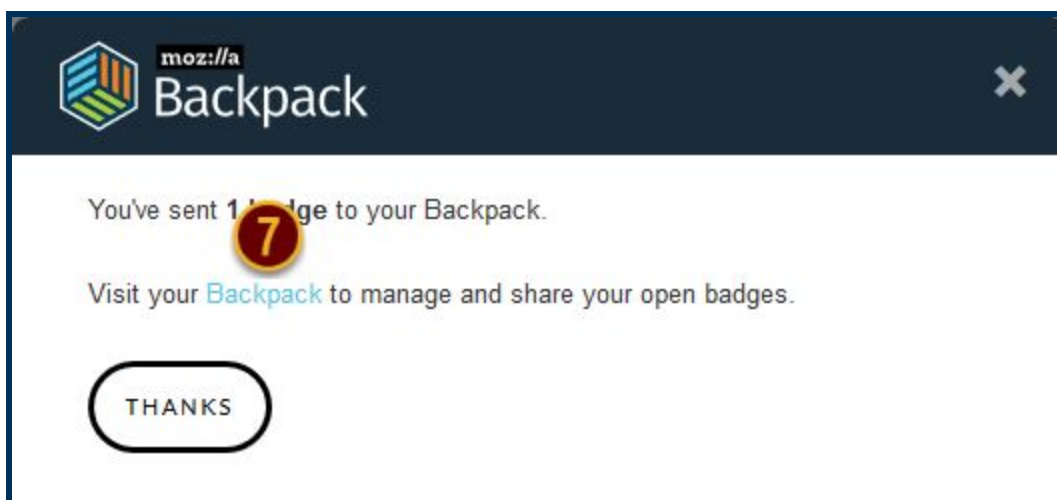 moz://a
Backpack
You've sent 1 badge to your Backpack.
7
Visit your Backpack to manage and share your open badges.
THANKS